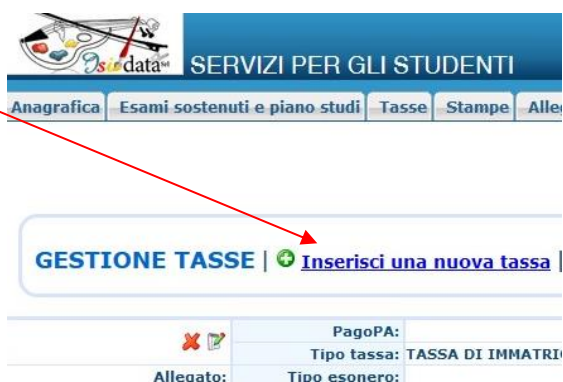 Isidata srl
SERVIZI PER GLI STUDENTI
Anagrafica Esami sostenuti e piano studi Tasse Stampe
GESTIONE TASSE | Inserisci una nuova tassa |
PagoPA:
Tipo tassa: TASSA DI
Allegato: Tipo esonero: